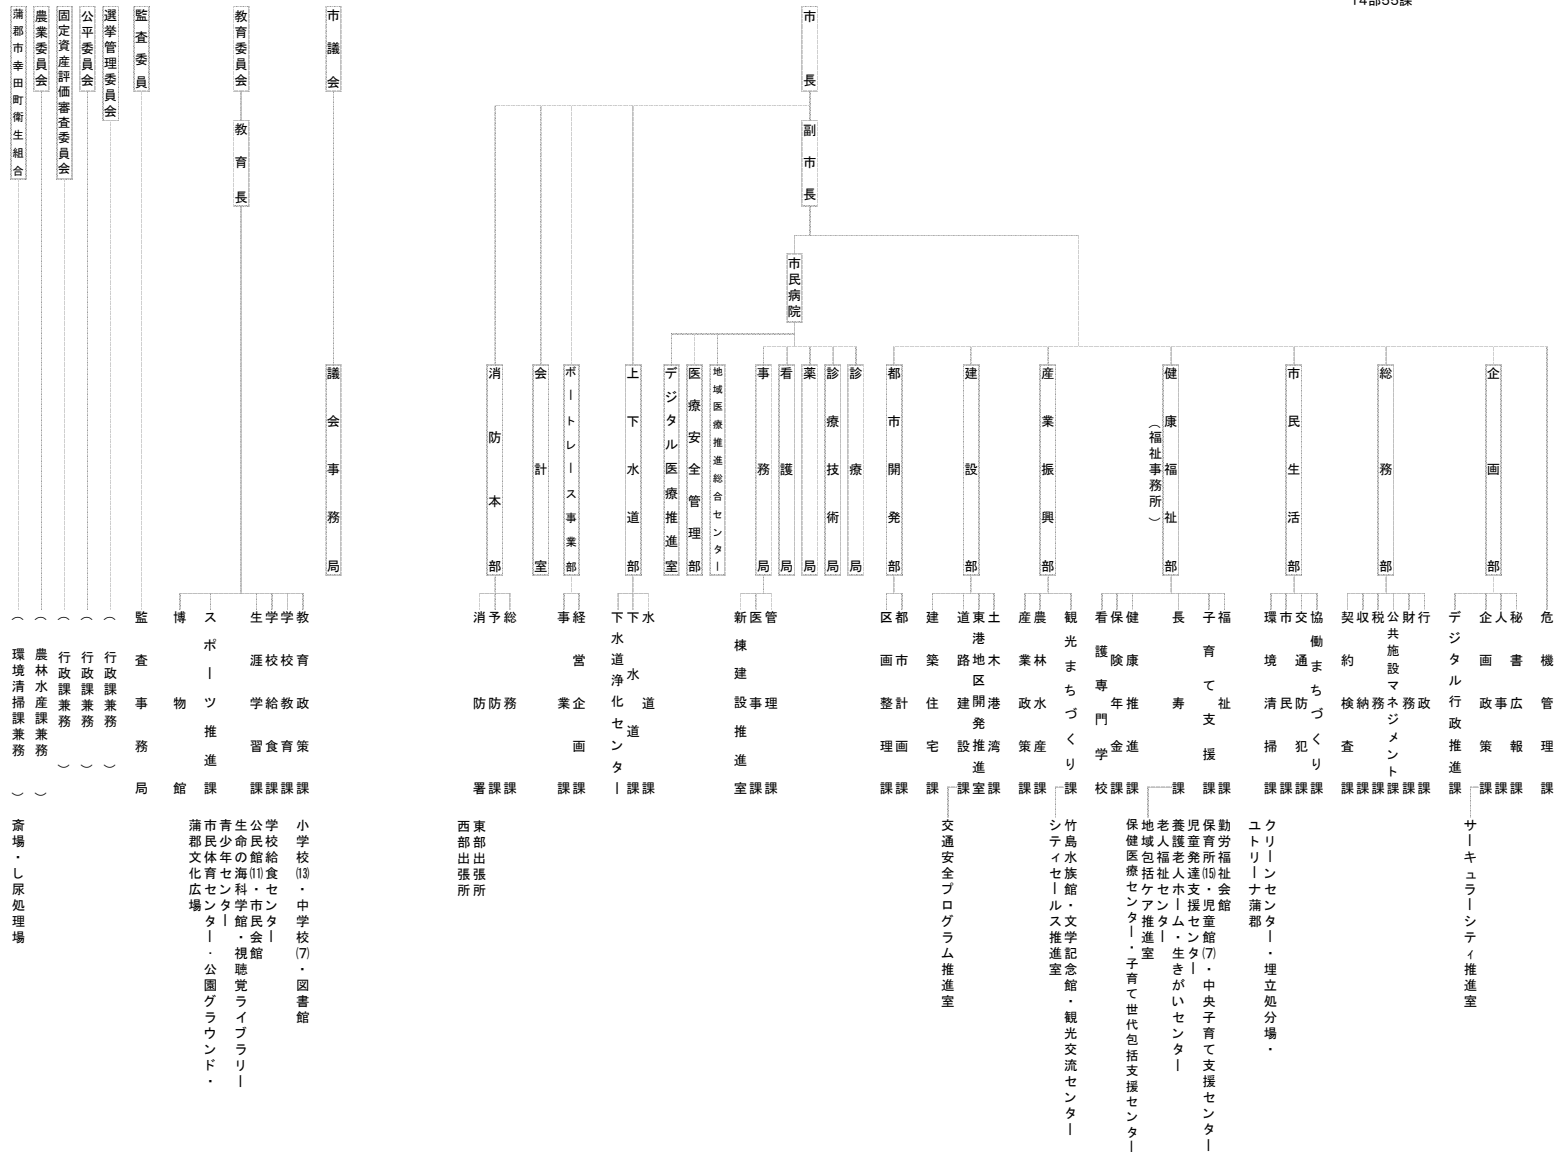 14部55課
市長
副市長
市民病院
危機管理課
企画部
秘書広報課
人事課
企画政策課
サーキュラーシティ推進室
デジタル行政推進課
総務部
行政課
財務課
公共施設マネジメント課
税務課
収納課
契約検査課
市民生活部
協働まちづくり課
交通防犯課
市民課
環境清掃課
クリーンセンター・埋立処分場・
ユトリーナ蒲郡
健康福祉部
(福祉事務所)
福祉課
勤労福祉会館
子育て支援課
保育所(15)・児童館(7)・中央子育て支援センター
児童発達支援センター
長寿課
養護老人ホーム・生きがいセンター
老人福祉センター
地域包括ケア推進室
健康推進課
保健医療センター・子育て世代包括支援センター
保険年金課
看護専門学校
産業振興部
観光まちづくり課
竹島水族館・文学記念館・観光交流センター
シティセールス推進室
農林水産課
産業政策課
建設部
土木港湾課
東港地区開発推進室
道路建設課
交通安全プログラム推進室
建築住宅課
都市開発部
都市計画課
区画整理課
診療局
診療技術局
薬局
看護局
事務局
管理課
医事課
新棟建設推進室
地域医療推進総合センター
医療安全管理部
デジタル医療推進室
上下水道部
水道課
下水道課
下水道浄化センター
ボートレース事業部
経営企画課
事業課
会計室
消防本部
総務課
予防課
消防署
東部出張所
西部出張所
市議会
議会事務局
教育委員会
教育長
教育政策課
小学校(13)・中学校(7)・図書館
学校教育課
学校給食課
学校給食センター
生涯学習課
公民館(11)・市民会館
生命の海科学館・視聴覚ライブラリー
青少年センター
スポーツ推進課
市民体育センター・公園グラウンド・
蒲郡文化広場
博物館
監査委員
監査事務局
選挙管理委員会
(行政課兼務)
公平委員会
(行政課兼務)
固定資産評価審査委員会
(行政課兼務)
農業委員会
(農林水産課兼務)
蒲郡市幸田町衛生組合
(環境清掃課兼務)
斎場・し尿処理場